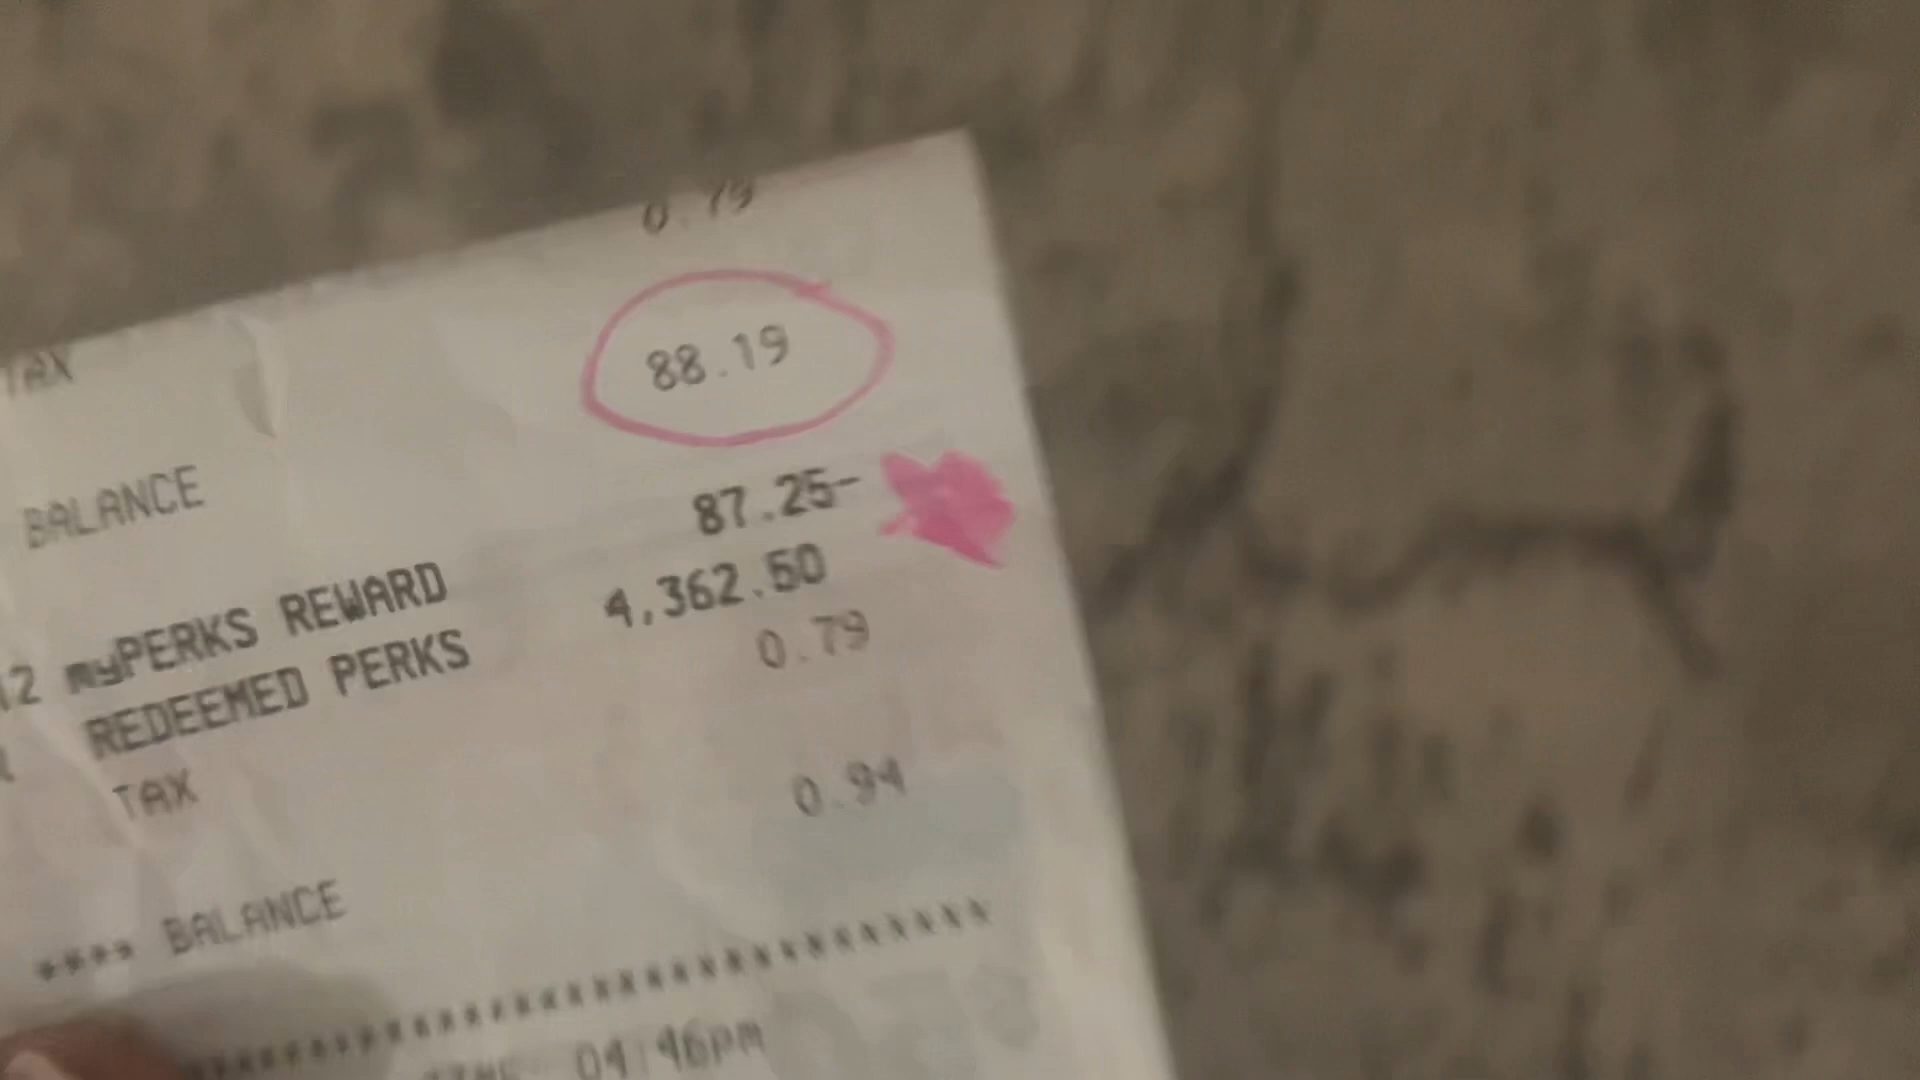 TAX 0.79
BALANCE 88.19
myPERKS REWARD 87.25-
REDEEMED PERKS 4,362.50
TAX 0.79
**** BALANCE 0.94
04:46PM